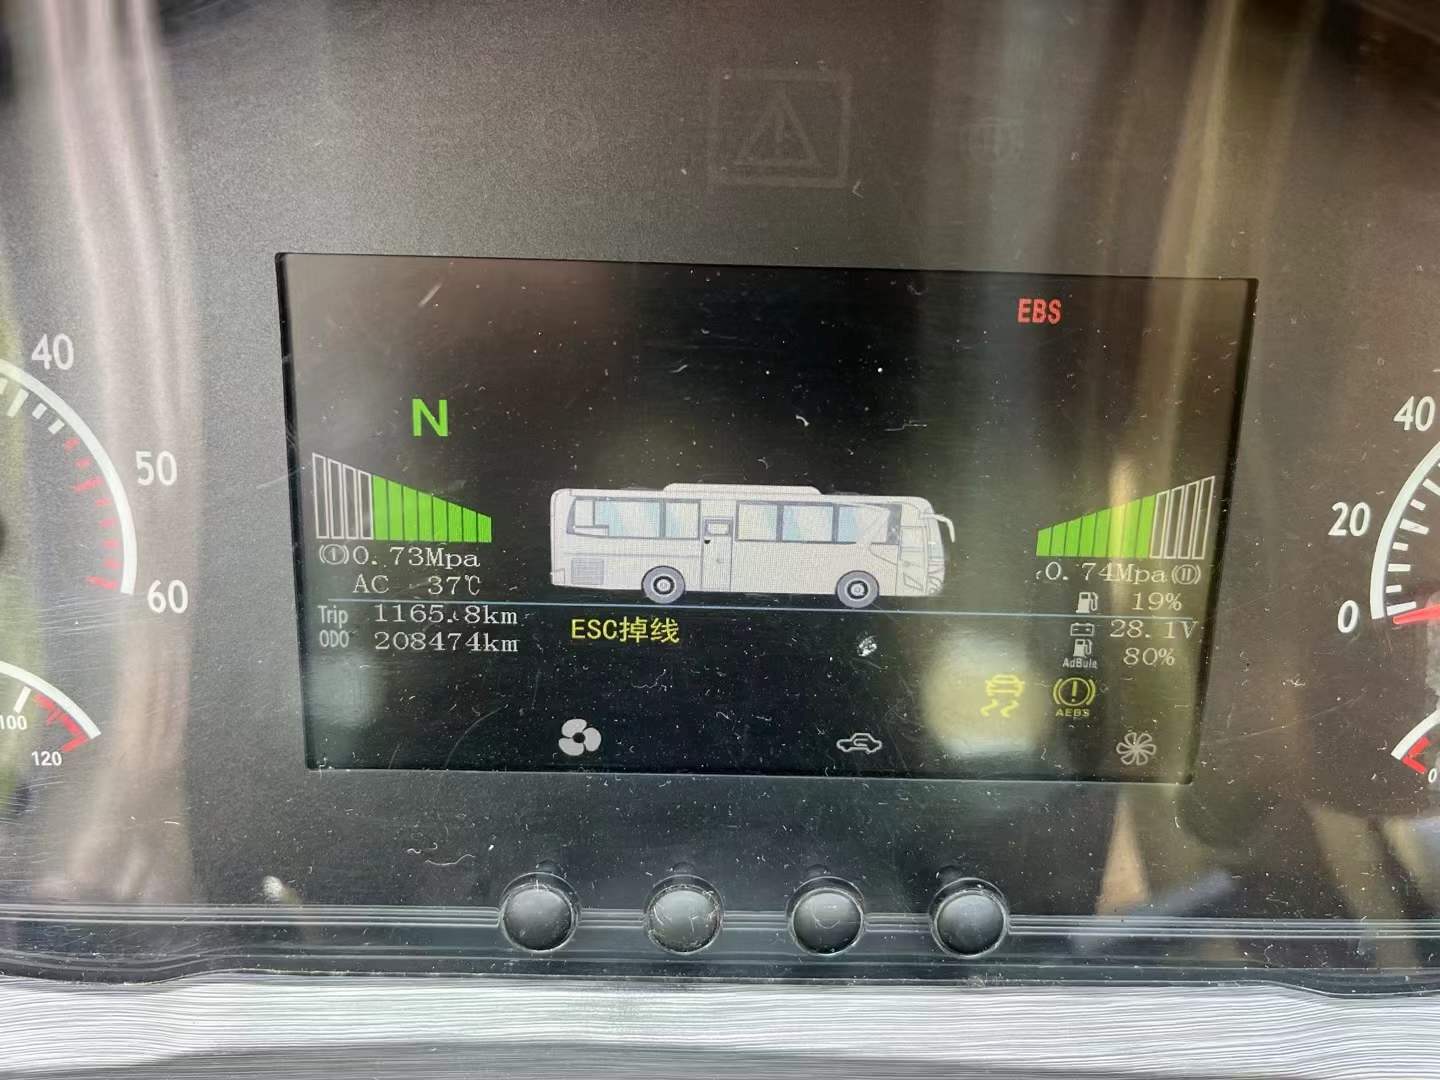 EBS
N
40
50
60
100
120
0.73Mpa
AC 37℃
Trip 1165.8km
ODO 208474km
ESC掉线
0.74Mpa
19%
28.1V
AdBule 80%
AEBS
40
20
0
0